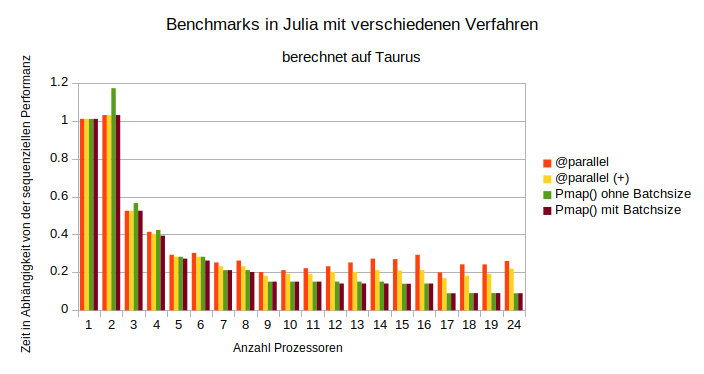 Benchmarks in Julia mit verschiedenen Verfahren
berechnet auf Taurus
Zeit in Abhängigkeit von der sequenziellen Performanz
1.2
1
0.8
0.6
0.4
0.2
0
1 2 3 4 5 6 7 8 9 10 11 12 13 14 15 16 17 18 19 24
Anzahl Prozessoren
@parallel
@parallel (+)
Pmap() ohne Batchsize
Pmap() mit Batchsize